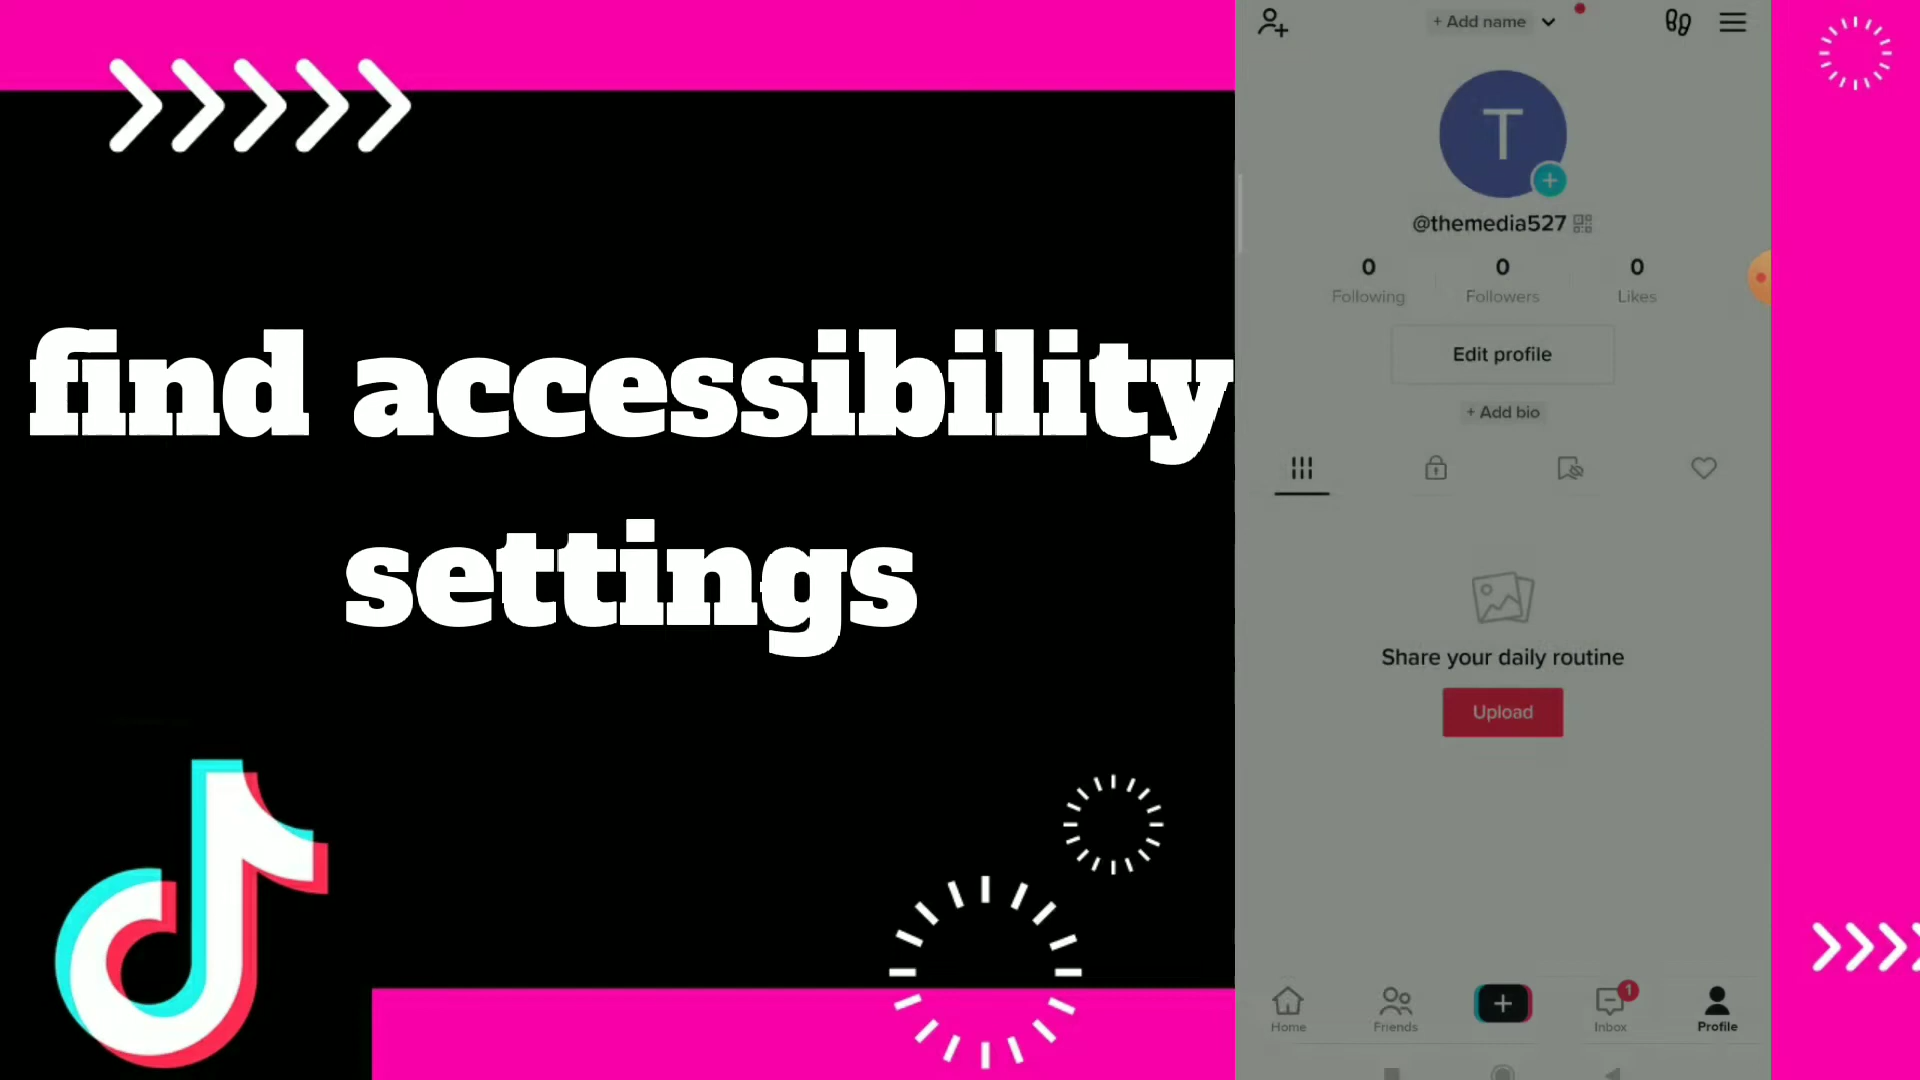 find accessibility
settings
+ Add name
T
@themedia527
0 0 0
Following Followers Likes
Edit profile
+ Add bio
Share your daily routine
Upload
1
Home Friends Inbox Profile